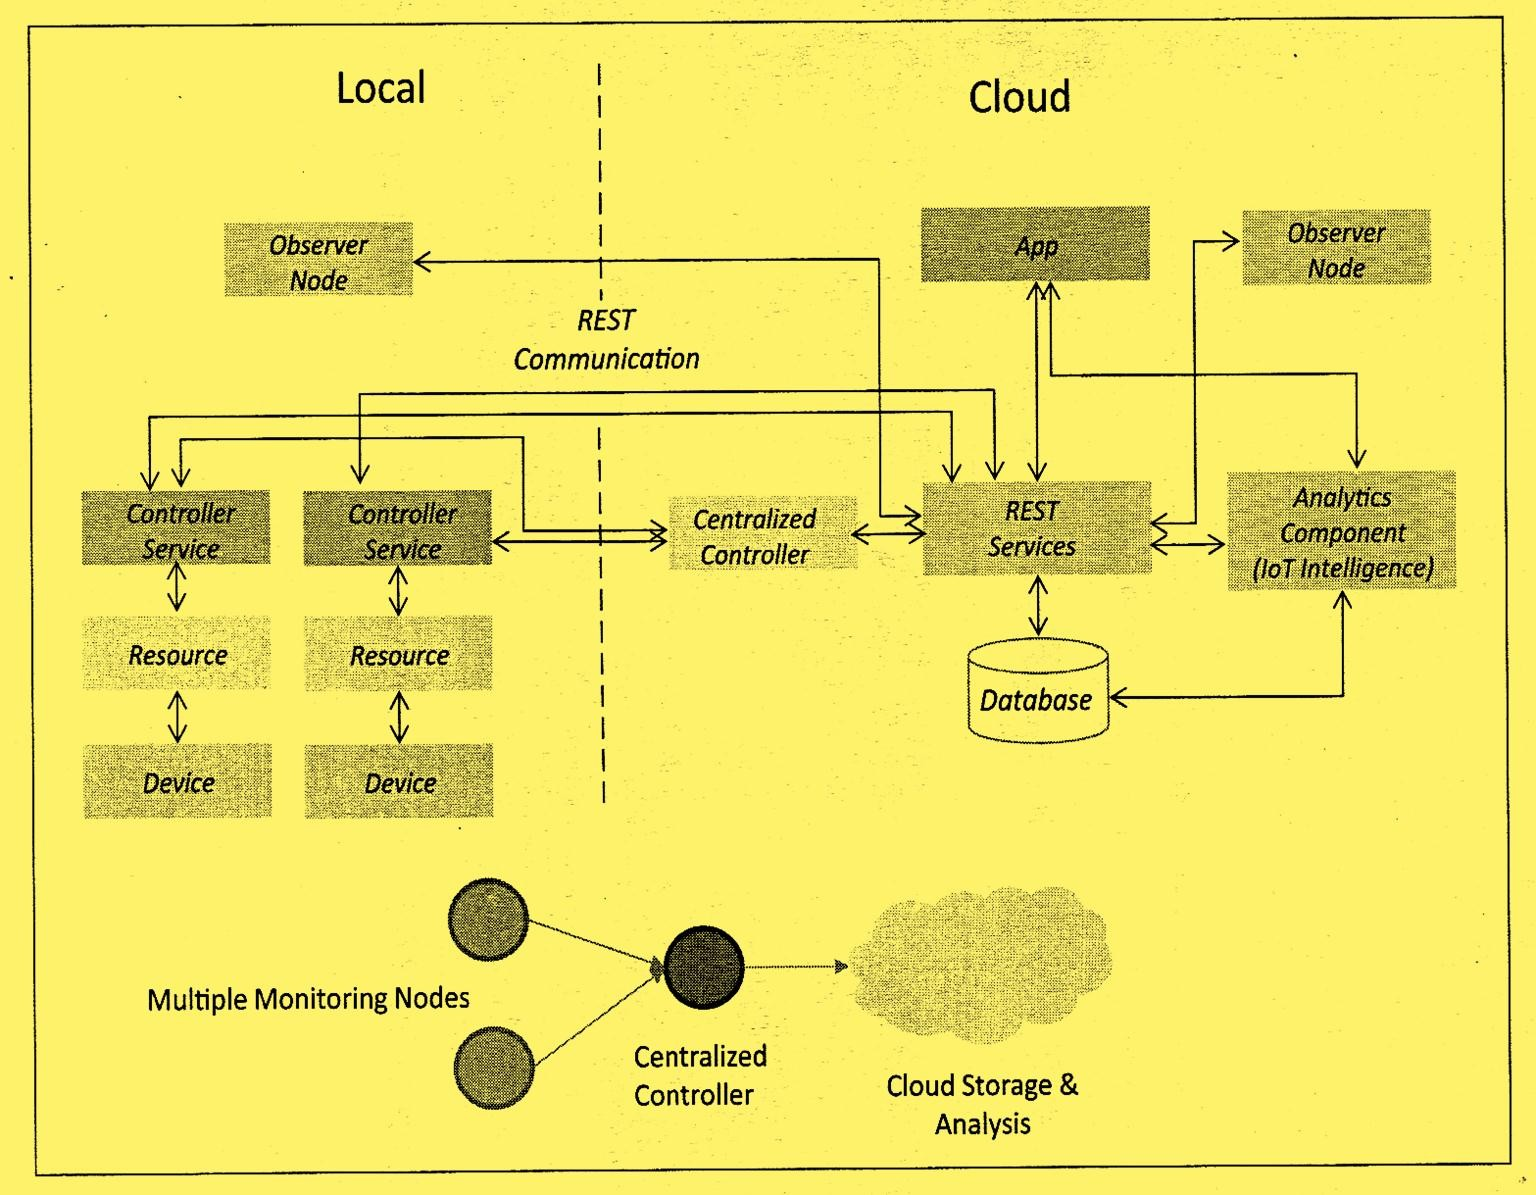 Local
Cloud
Observer
Node
App
Observer
Node
REST
Communication
Controller
Service
Controller
Service
Centralized
Controller
REST
Services
Analytics
Component
(IoT Intelligence)
Resource
Resource
Database
Device
Device
Multiple Monitoring Nodes
Centralized
Controller
Cloud Storage &
Analysis